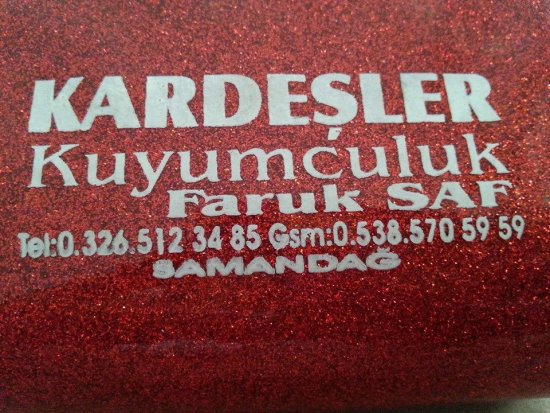 KARDEŞLER
Kuyumculuk
Faruk SAF
Tel:0.326.512 34 85 Gsm:0.538.570 59 59
SAMANDAĞ